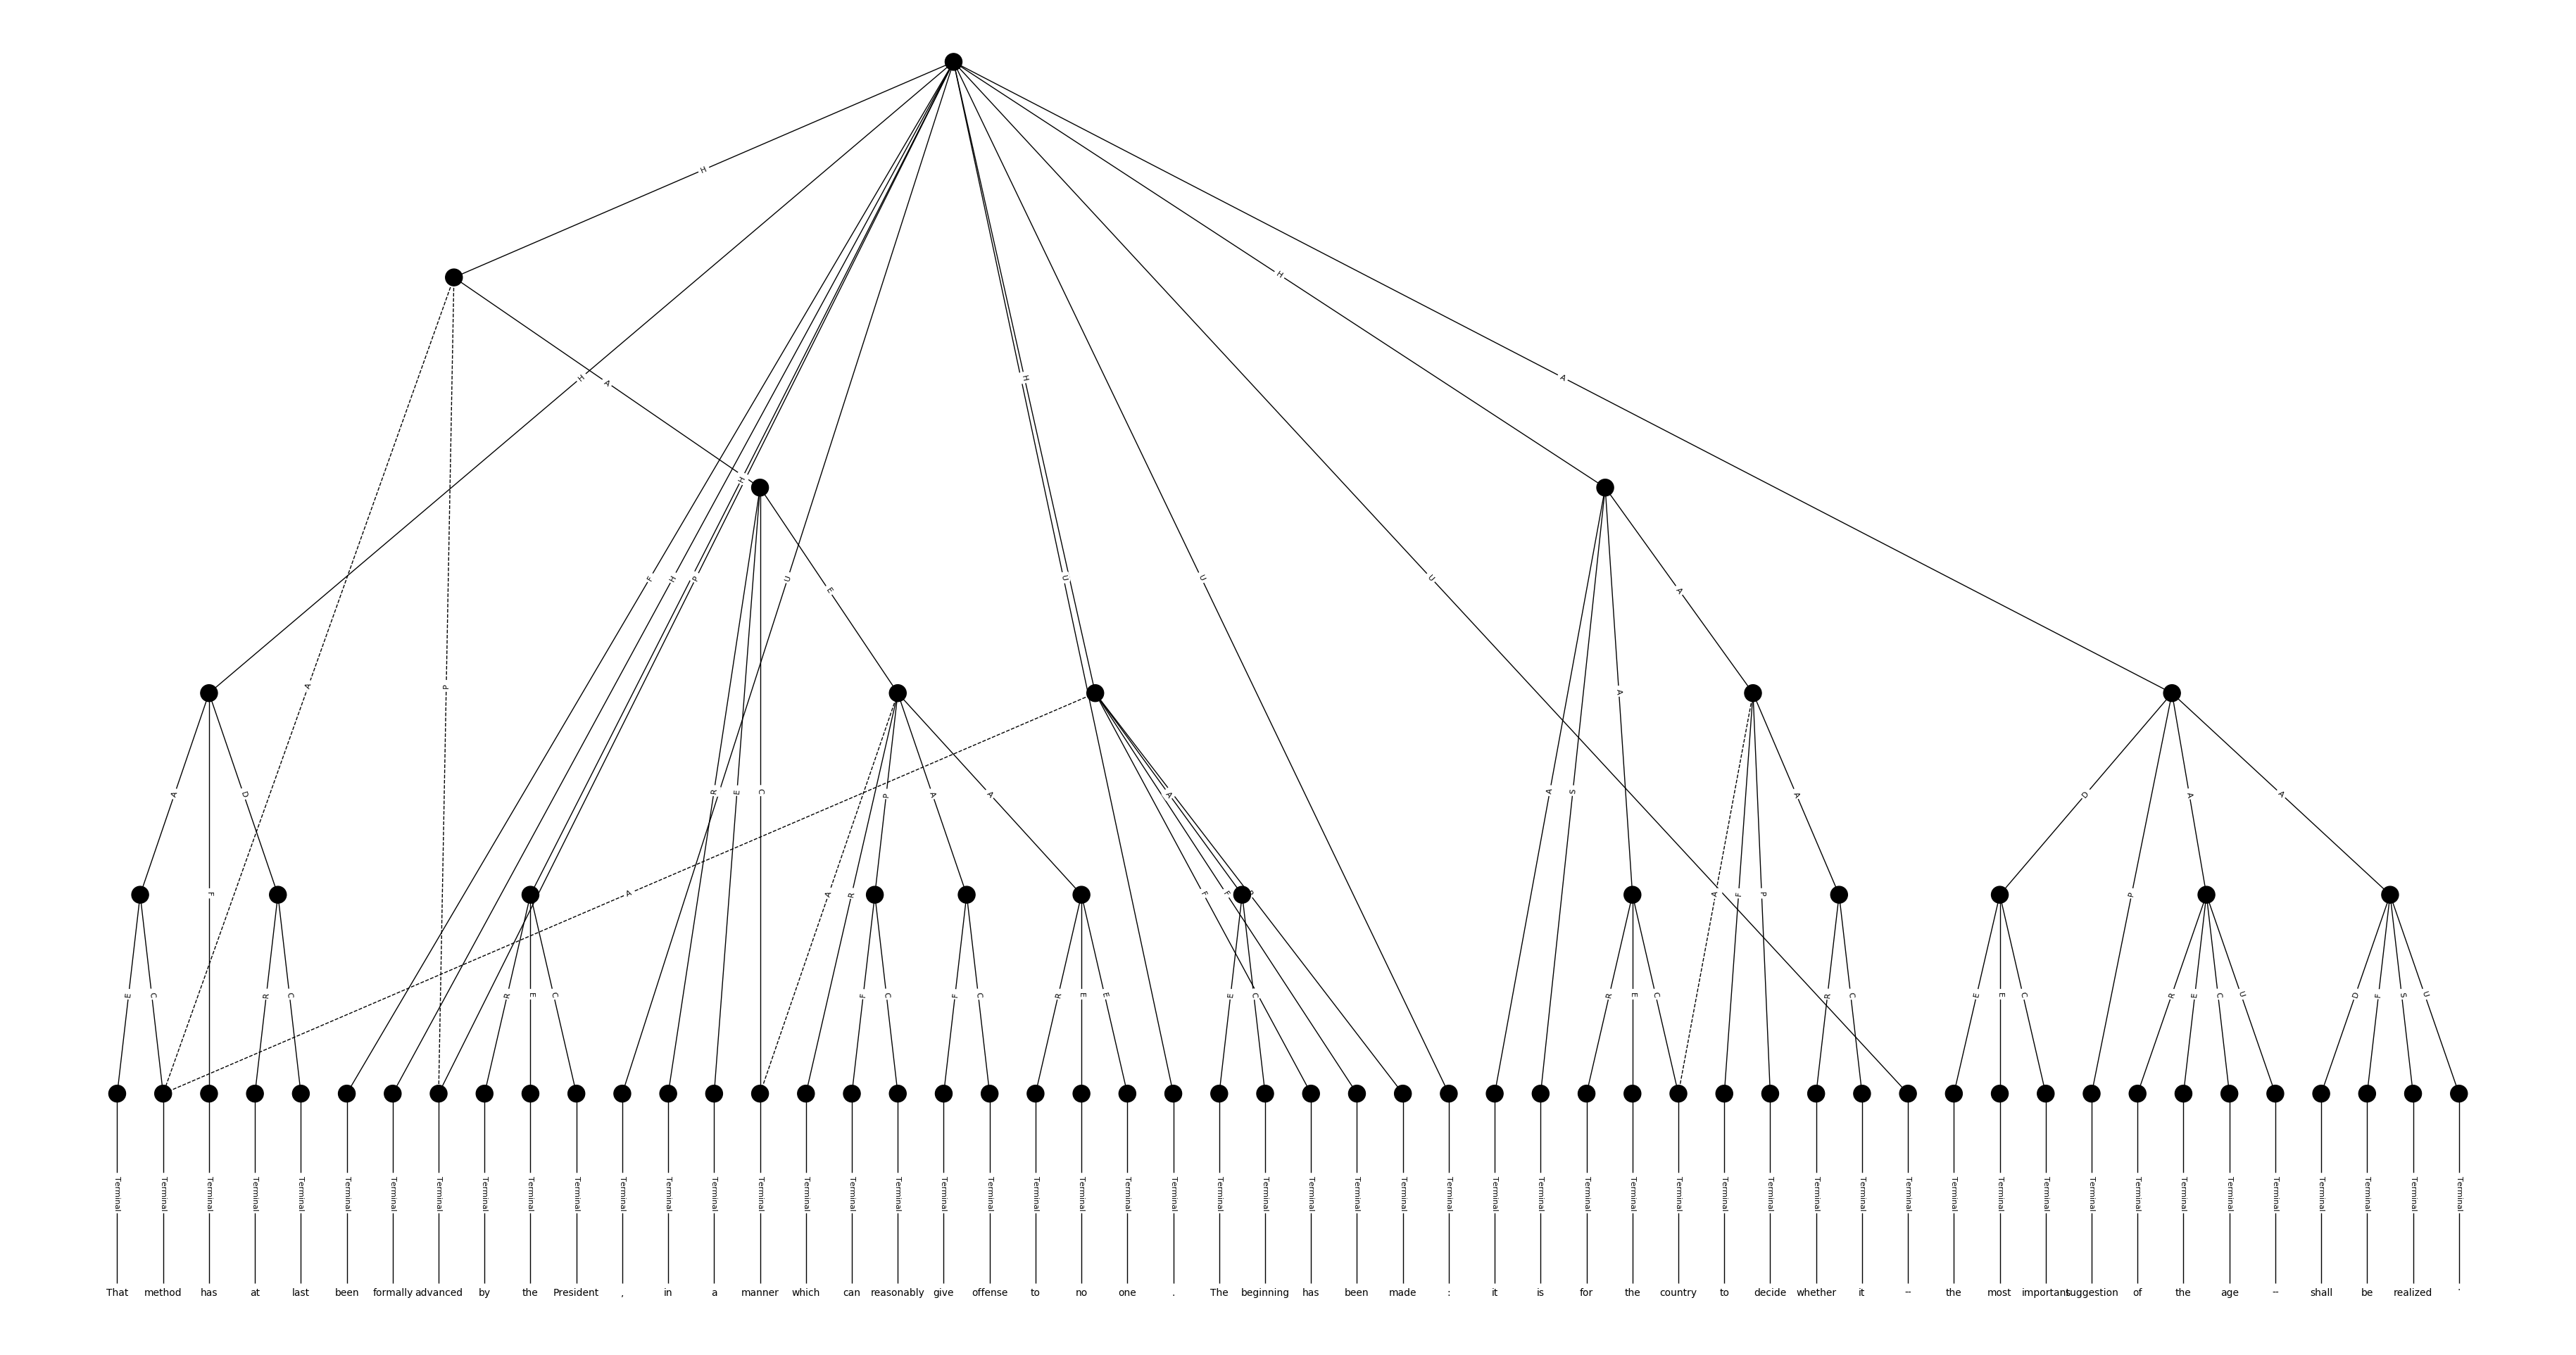 H
H
A
H
A
H
F
H
P
U
E
H
U
U
U
A
A
P
A
A
D
R
E
C
P
A
A
A
A
S
A
D
A
A
F
A
A
R
F
F
P
A
F
P
P
E
C
R
C
R
E
C
F
C
F
C
R
E
E
E
C
R
E
C
R
C
E
E
C
R
E
C
U
D
F
S
U
Terminal Terminal Terminal Terminal Terminal Terminal Terminal Terminal Terminal Terminal Terminal Terminal Terminal Terminal Terminal Terminal Terminal Terminal Terminal Terminal Terminal Terminal Terminal Terminal Terminal Terminal Terminal Terminal Terminal Terminal Terminal Terminal Terminal Terminal Terminal Terminal Terminal Terminal Terminal Terminal Terminal Terminal Terminal Terminal Terminal Terminal Terminal Terminal Terminal Terminal Terminal Terminal
That method has at last been formally advanced by the President , in a manner which can reasonably give offense to no one . The beginning has been made : it is for the country to decide whether it -- the most important suggestion of the age -- shall be realized .